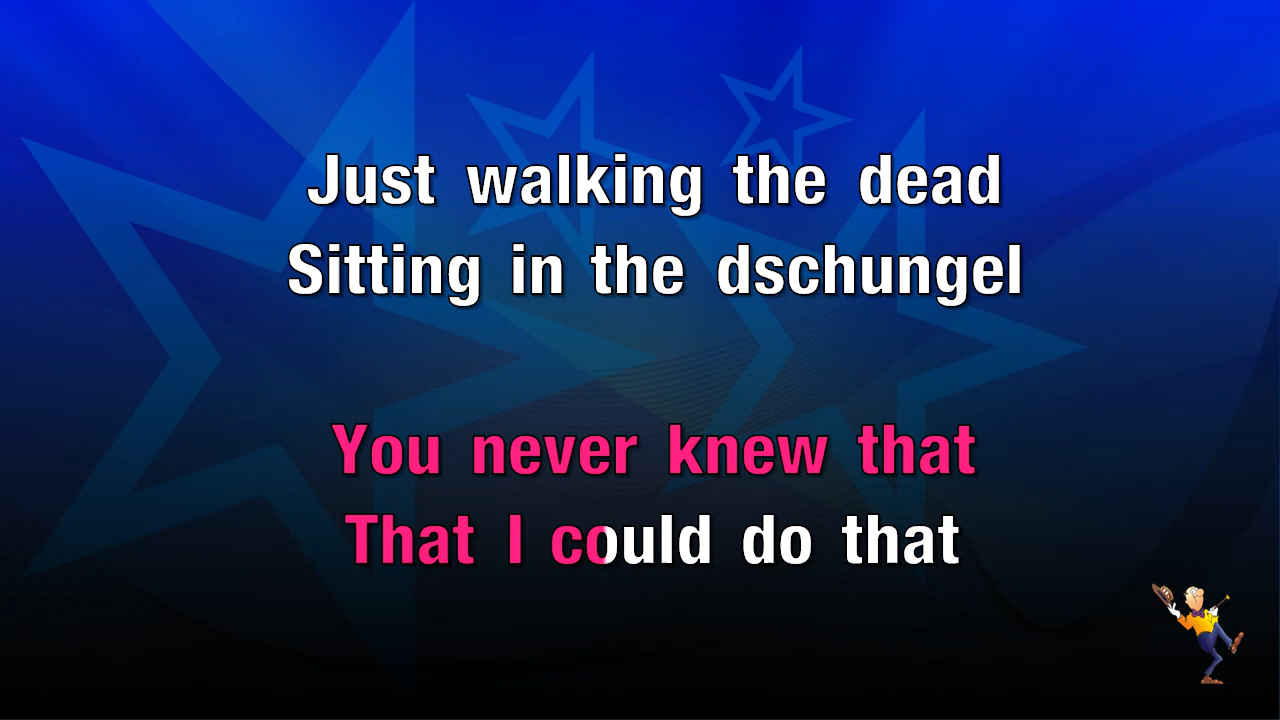 Just walking the dead
Sitting in the dschungel
You never knew that
That I could do that